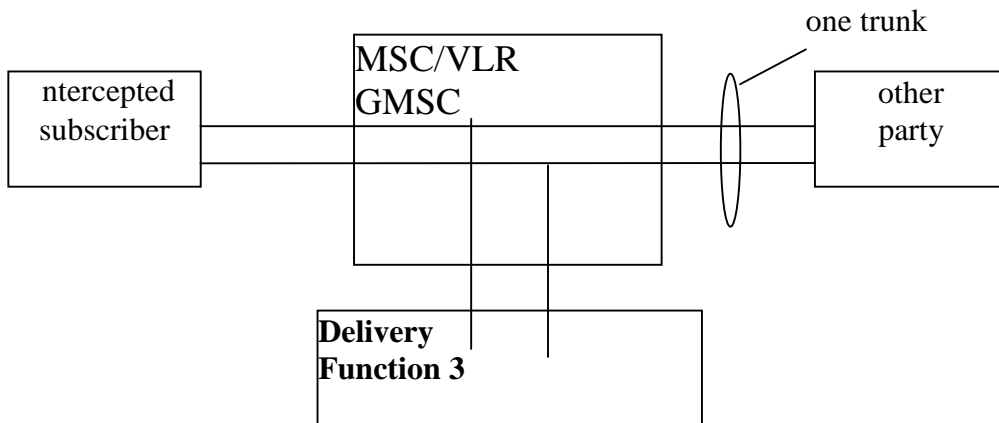 one trunk
MSC/VLR
GMSC
ntercepted
subscriber
other
party
Delivery
Function 3